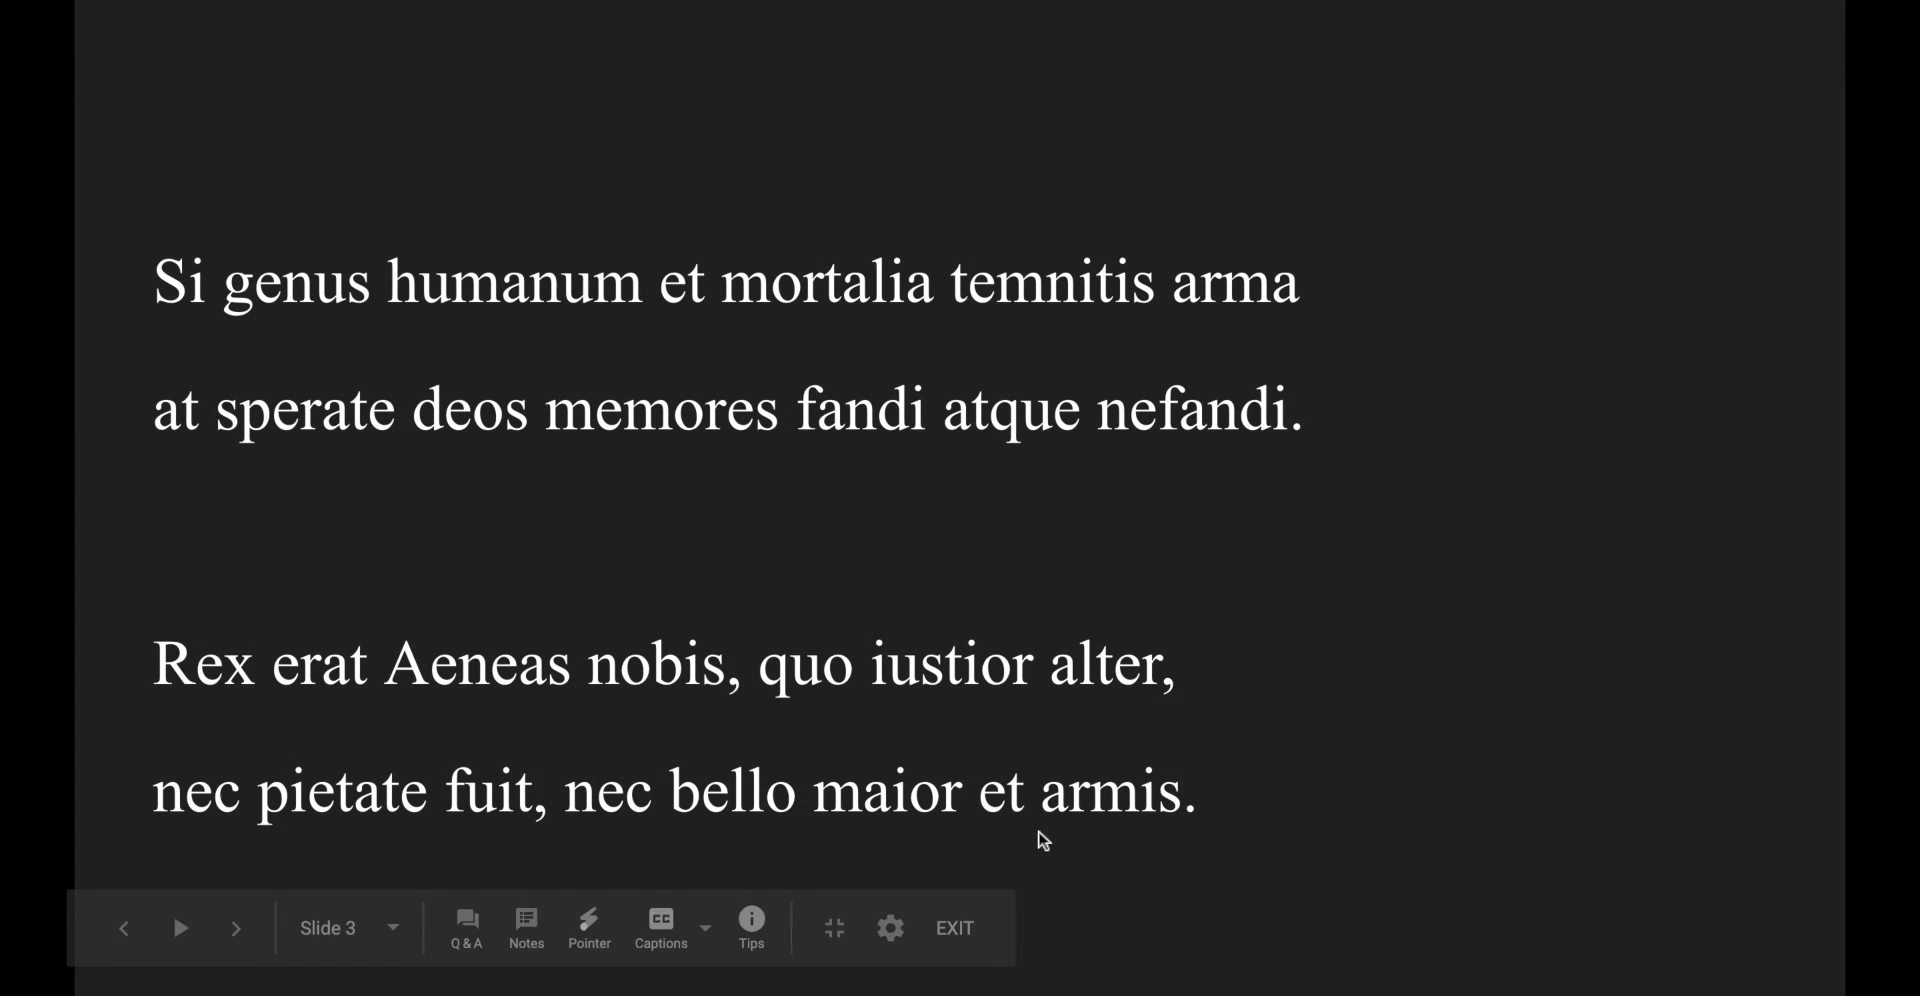 Si genus humanum et mortalia temnitis arma
at sperate deos memores fandi atque nefandi.
Rex erat Aeneas nobis, quo iustior alter,
nec pietate fuit, nec bello maior et armis.
Slide 3
Q & A
Notes
Pointer
CC
Captions
Tips
EXIT